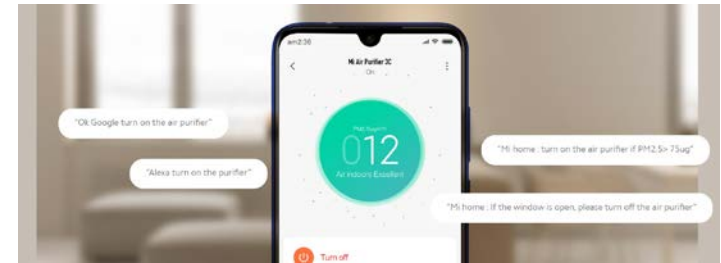 am2:36
Mi Air Purifier 3C
On
"Ok Google turn on the air purifier"
012
"Mi home : turn on the air purifier if PM2.5> 75ug"
"Alexa turn on the purifier"
Air Indoors Excellent
"Mi home : If the window is open, please turn off the air purifier"
Turn off